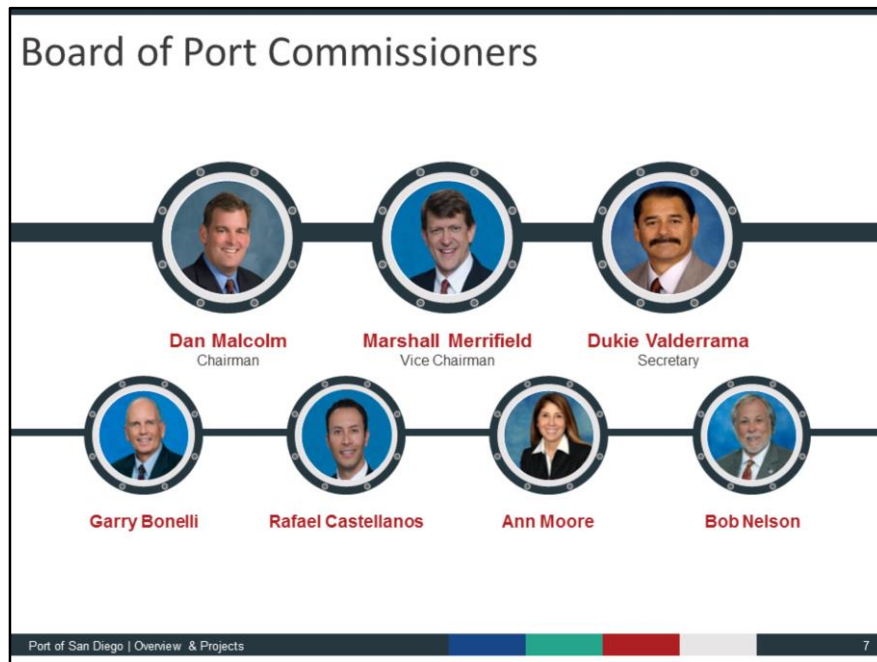 Board of Port Commissioners
Dan Malcolm
Chairman
Marshall Merrifield
Vice Chairman
Dukie Valderrama
Secretary
Garry Bonelli
Rafael Castellanos
Ann Moore
Bob Nelson
Port of San Diego | Overview & Projects
7